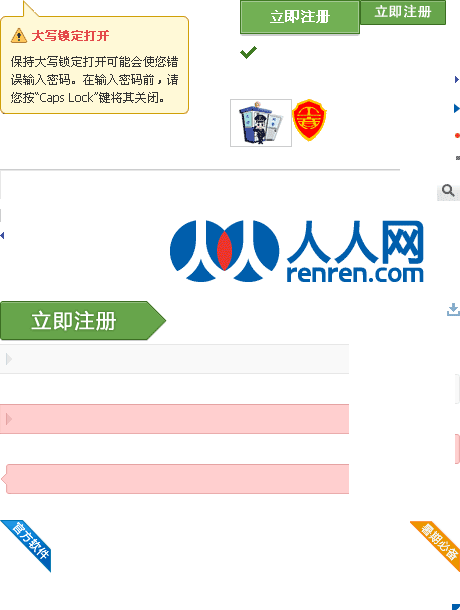 大写锁定打开
保持大写锁定打开可能会使您错
误输入密码。在输入密码前，请
您按“Caps Lock”键将其关闭。
立即注册
立即注册
人人网
renren.com
立即注册
官方软件
暑期必备